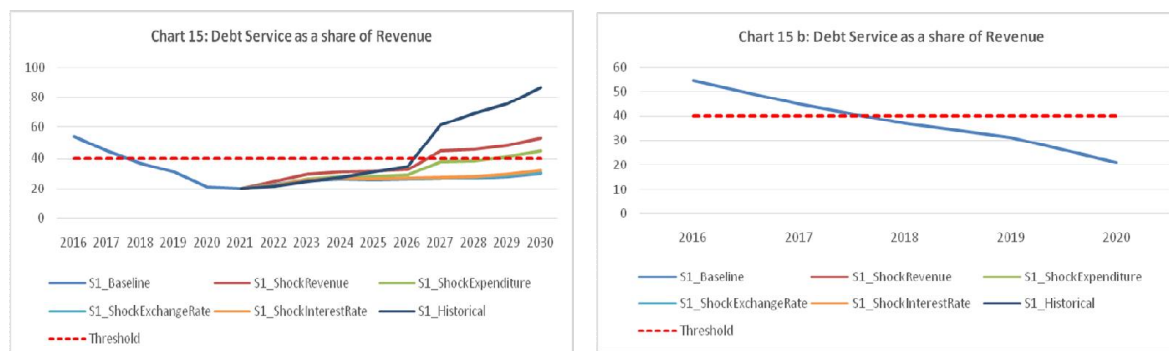 Chart 15: Debt Service as a share of Revenue
100
80
60
40
20
0
2016 2017 2018 2019 2020 2021 2022 2023 2024 2025 2026 2027 2028 2029 2030
S1_Baseline S1_ShockRevenue S1_ShockExpenditure
S1_ShockExchangeRate S1_ShockInterestRate S1_Historical
Threshold
Chart 15 b: Debt Service as a share of Revenue
60
50
40
30
20
10
0
2016 2017 2018 2019 2020
S1_Baseline S1_ShockRevenue S1_ShockExpenditure
S1_ShockExchangeRate S1_ShockInterestRate S1_Historical
Threshold